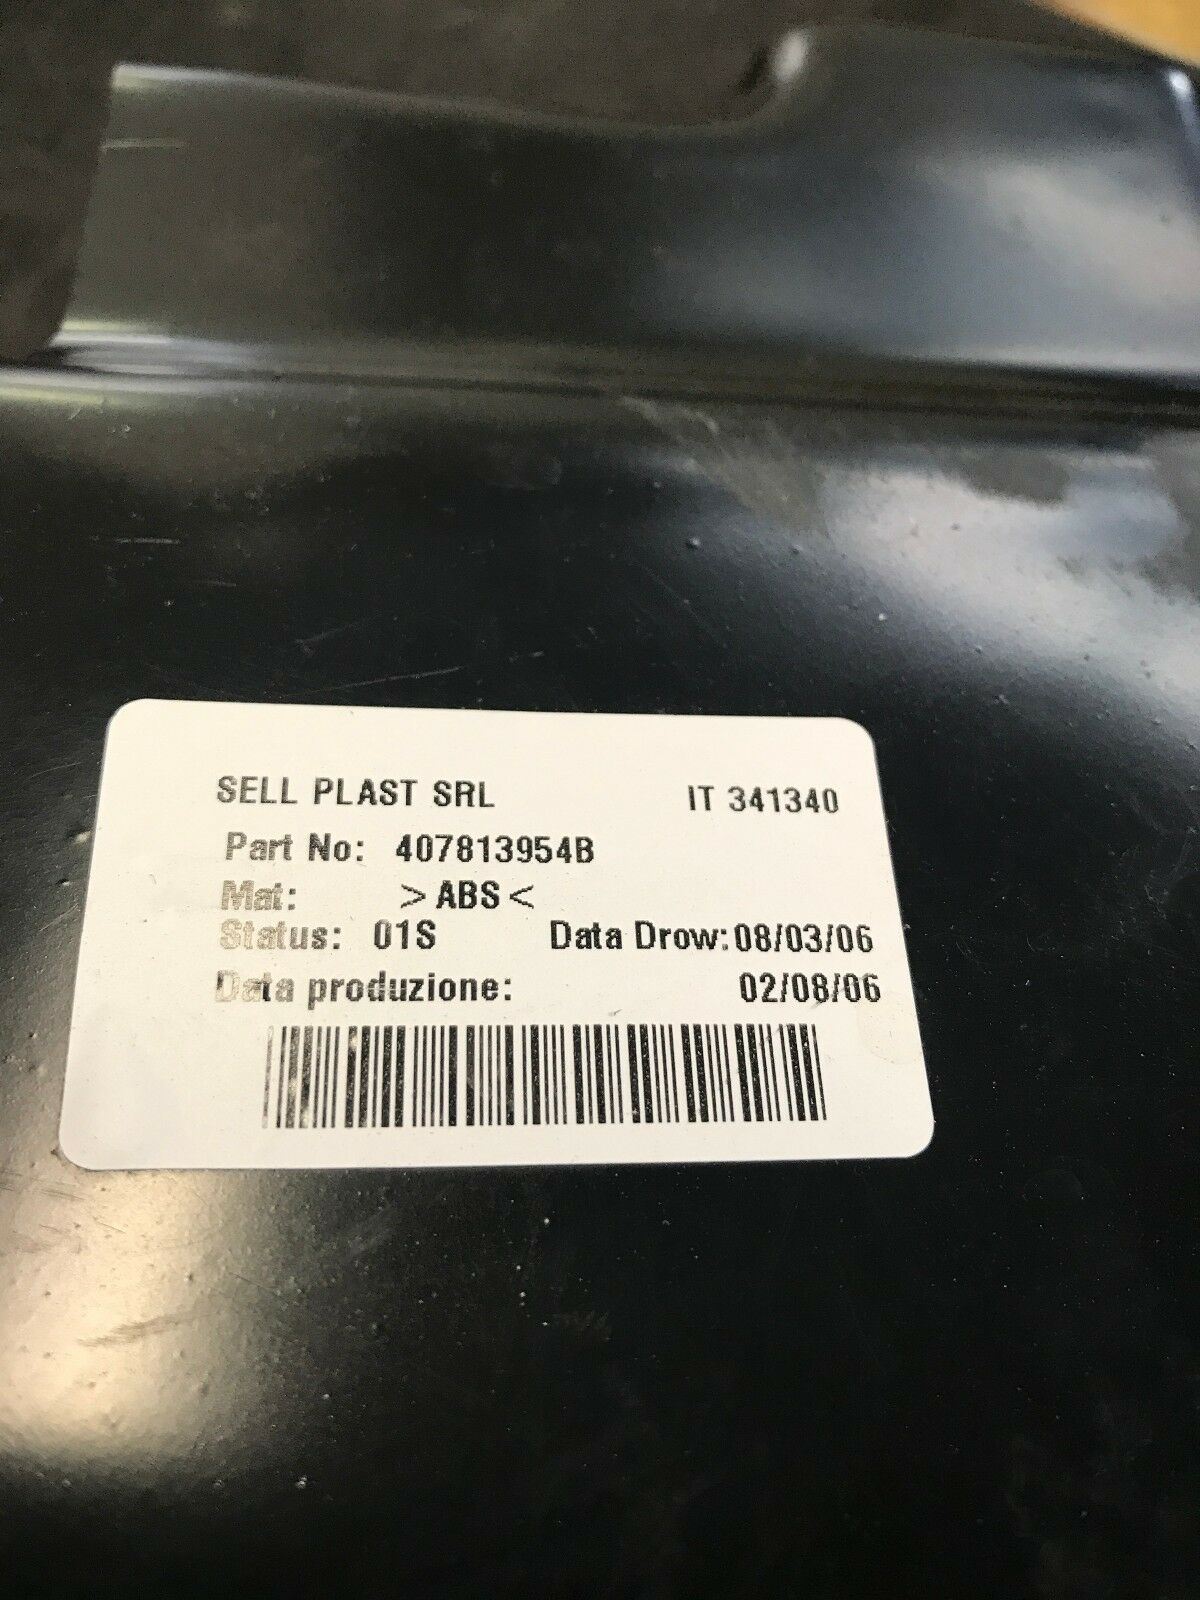 SELL PLAST SRL IT 341340
Part No: 407813954B
Mat: >ABS<
Status: 01S Data Drow:08/03/06
Data produzione: 02/08/06